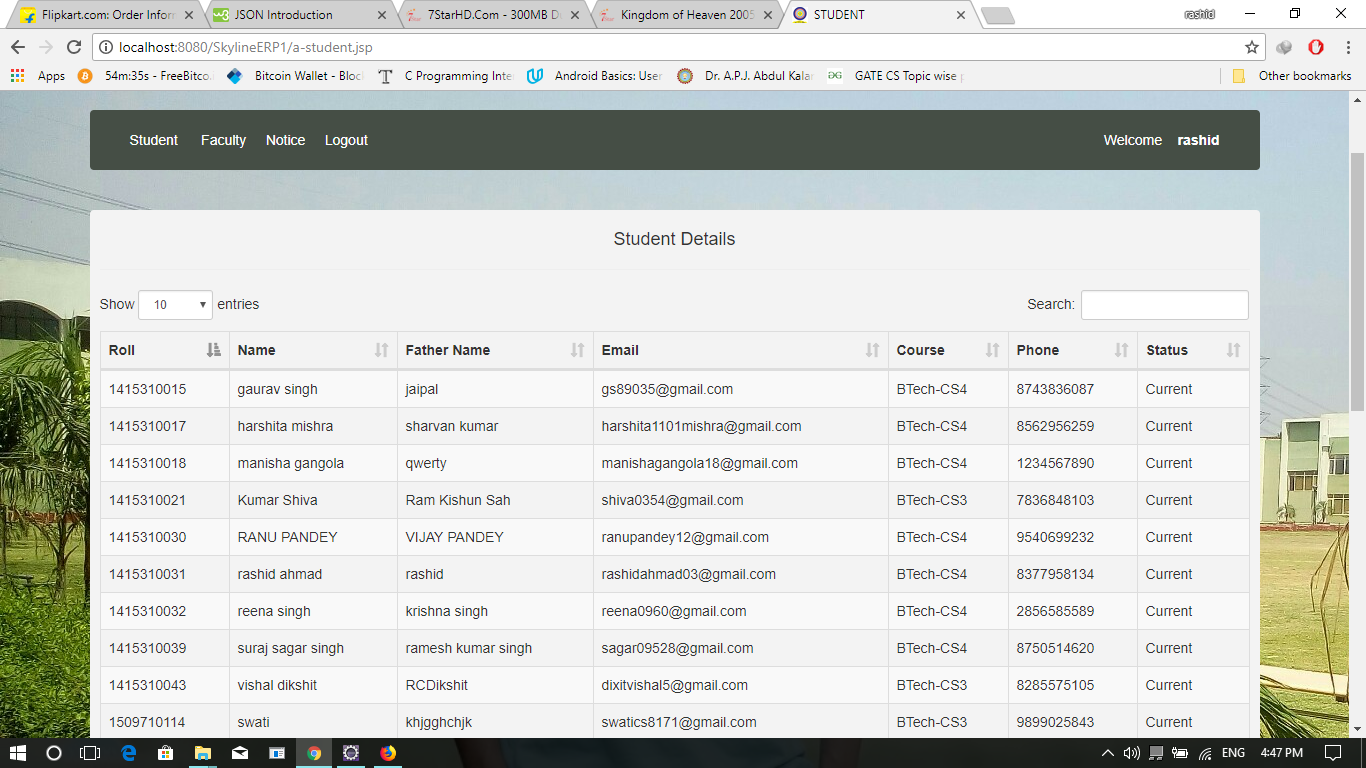 Flipkart.com: Order Inform JSON Introduction 7StarHD.Com - 300MB D Kingdom of Heaven 2005 STUDENT rashid
localhost:8080/SkylineERP1/a-student.jsp
Apps 54m:35s - FreeBitco Bitcoin Wallet - Bloc C Programming Inte Android Basics: User Dr. A.P.J. Abdul Kala GATE CS Topic wise Other bookmarks
Student Faculty Notice Logout Welcome rashid
Student Details
Show 10 entries Search:
Roll Name Father Name Email Course Phone Status
1415310015 gaurav singh jaipal gs89035@gmail.com BTech-CS4 8743836087 Current
1415310017 harshita mishra sharvan kumar harshita1101mishra@gmail.com BTech-CS4 8562956259 Current
1415310018 manisha gangola qwerty manishagangola18@gmail.com BTech-CS4 1234567890 Current
1415310021 Kumar Shiva Ram Kishun Sah shiva0354@gmail.com BTech-CS3 7836848103 Current
1415310030 RANU PANDEY VIJAY PANDEY ranupandey12@gmail.com BTech-CS4 9540699232 Current
1415310031 rashid ahmad rashid rashidahmad03@gmail.com BTech-CS4 8377958134 Current
1415310032 reena singh krishna singh reena0960@gmail.com BTech-CS4 2856585589 Current
1415310039 suraj sagar singh ramesh kumar singh sagar09528@gmail.com BTech-CS4 8750514620 Current
1415310043 vishal dikshit RCDikshit dixitvishal5@gmail.com BTech-CS3 8285575105 Current
1509710114 swati khjgghchjk swatics8171@gmail.com BTech-CS3 9899025843 Current
ENG 4:47 PM